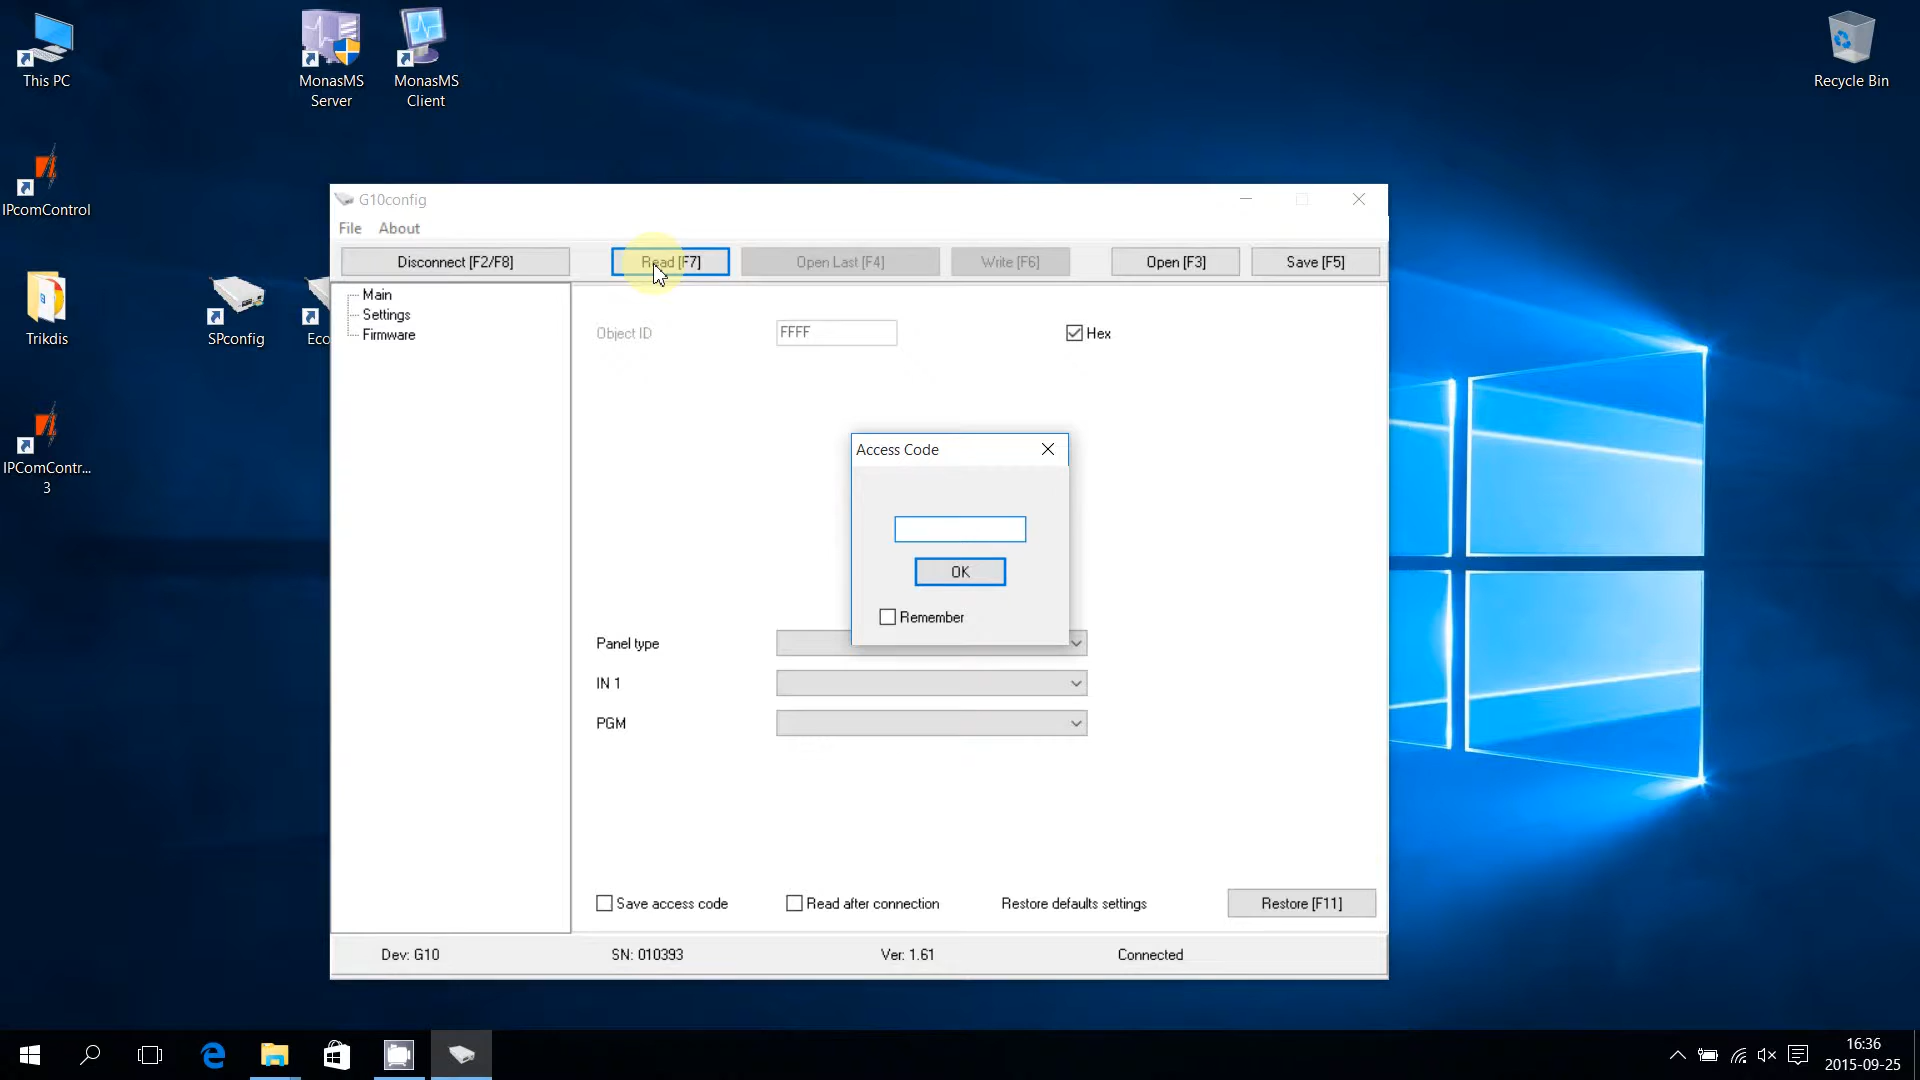 This PC
MonasMS
Server
MonasMS
Client
Recycle Bin
IPcomControl
Trikdis
SPconfig
Eco
IPComContr...
3
G10config
File About
Disconnect [F2/F8] Read [F7] Open Last [F4] Write [F6] Open [F3] Save [F5]
Main
Settings
Firmware
Object ID FFFF Hex
Access Code
OK
Remember
Panel type
IN 1
PGM
Save access code Read after connection Restore defaults settings Restore [F11]
Dev: G10 SN: 010393 Ver: 1.61 Connected
16:36
2015-09-25